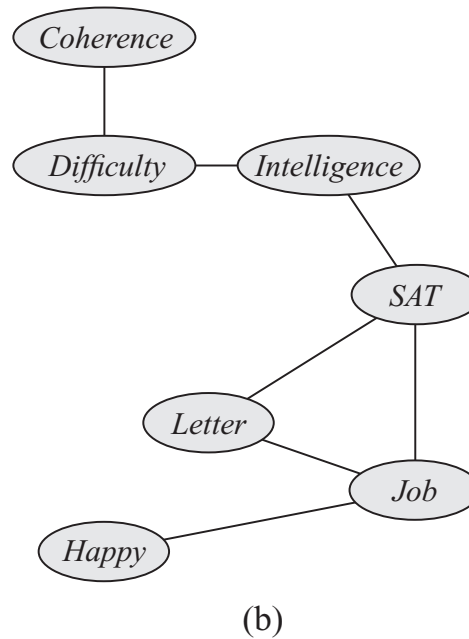 Coherence
Difficulty Intelligence
SAT
Letter
Job
Happy
(b)